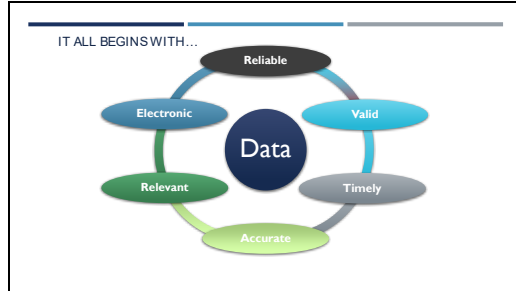 IT ALL BEGINS WITH...
Reliable
Electronic
Valid
Data
Relevant
Timely
Accurate